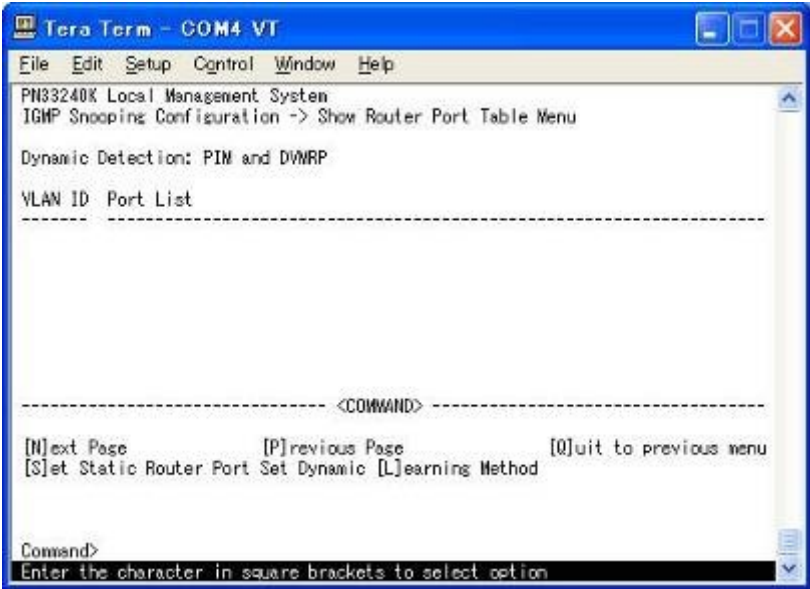 Tera Term - COM4 VT
File Edit Setup Control Window Help
PN33240K Local Management System
IGMP Snooping Configuration -> Show Router Port Table Menu
Dynamic Detection: PIM and DVMRP
VLAN ID Port List
------- ---------------------------------------------------------------------
-------------------------------- <COMMAND> -----------------------------------
[N]ext Page [P]revious Page [Q]uit to previous menu
[S]et Static Router Port Set Dynamic [L]earning Method
Command>
Enter the character in square brackets to select option